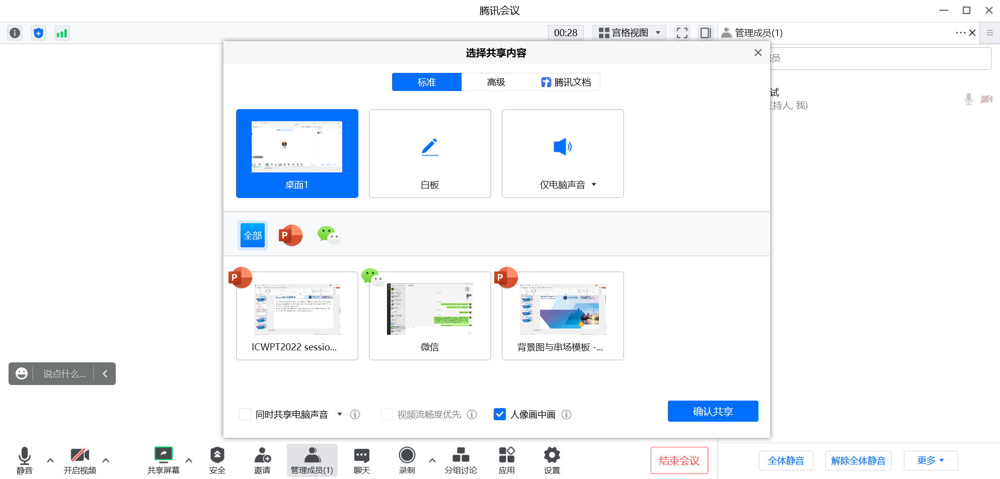 腾讯会议
00:28
宫格视图
管理成员(1)
选择共享内容
标准
高级
腾讯文档
员
试
持人, 我)
桌面1
白板
仅电脑声音
全部
P
P
P
ICWPT2022 sessio...
微信
背景图与串场模板 -...
说点什么...
同时共享电脑声音
视频流畅度优先
人像画中画
确认共享
静音
开启视频
共享屏幕
安全
邀请
管理成员(1)
聊天
录制
分组讨论
应用
设置
结束会议
全体静音
解除全体静音
更多